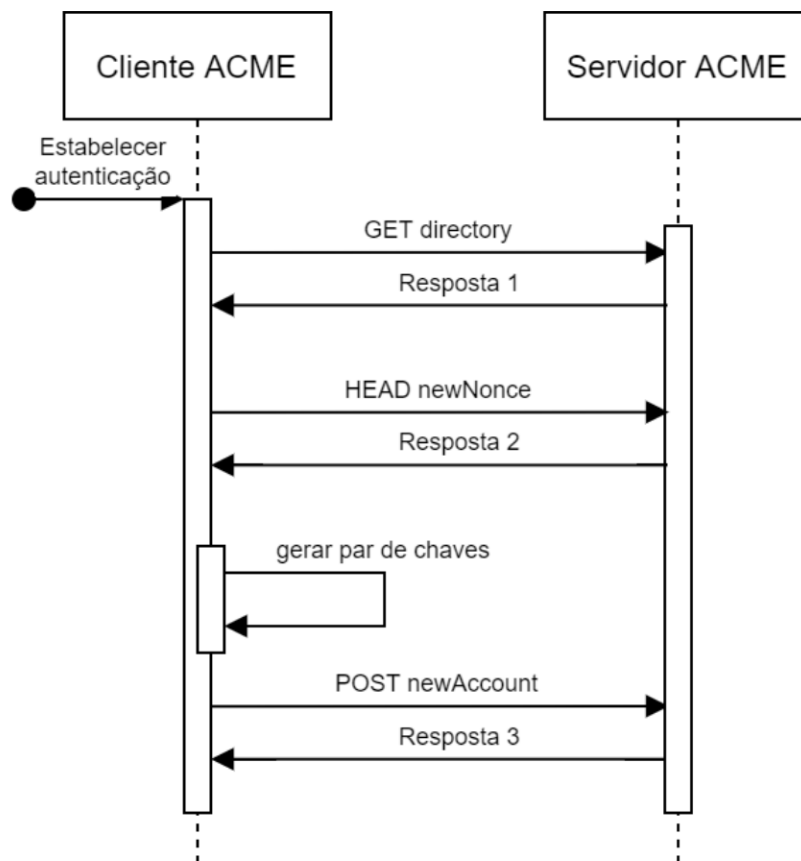 Cliente ACME
Servidor ACME
Estabelecer
autenticação
GET directory
Resposta 1
HEAD newNonce
Resposta 2
gerar par de chaves
POST newAccount
Resposta 3